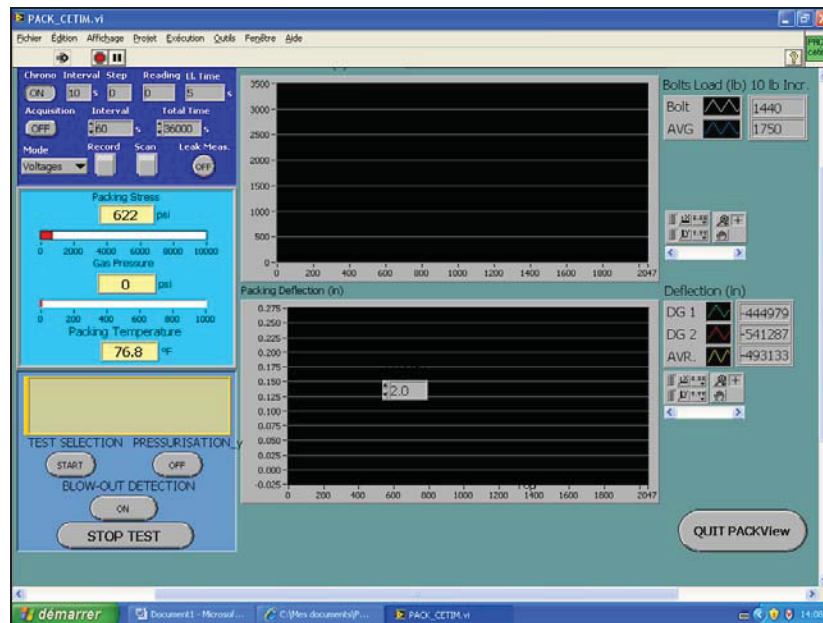 PACK_CETIM.vi
Fichier Édition Affichage Projet Exécution Outils Fenêtre Aide
Chrono Interval Step Reading El. Time
ON 10 s 0 0 5 s
Acquisition Interval Total Time
OFF 60 s 36000 s
Mode Record Scan Leak Meas.
Voltages OFF
Packing Stress
622 psi
0 2000 4000 6000 8000 10000
Gas Pressure
0 psi
0 200 400 600 800 1000
Packing Temperature
76.8 °F
TEST SELECTION PRESSURISATION_y
START OFF
BLOW-OUT DETECTION
ON
STOP TEST
3500
3000
2500
2000
1500
1000
500
0
0 200 400 600 800 1000 1200 1400 1600 1800 2047
Packing Deflection (in)
0.275
0.250
0.225
0.200
0.175
0.150
0.125
0.100
0.075
0.050
0.025
0.000
-0.025
2.0
0 200 400 600 800 1000 1200 1400 1600 1800 2047
Bolts Load (lb) 10 lb Incr.
Bolt 1440
AVG 1750
Deflection (in)
DG 1 -444979
DG 2 -541287
AVR. -493133
QUIT PACKView
démarrer Document1 - Microsof... C:\Mes documents\P... PACK_CETIM.vi 14:08